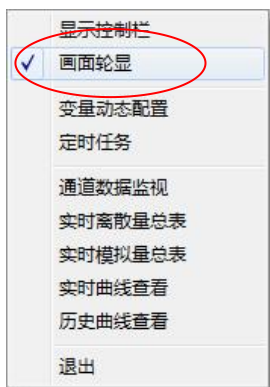 显示控制栏
画面轮显
变量动态配置
定时任务
通道数据监视
实时离散量总表
实时模拟量总表
实时曲线查看
历史曲线查看
退出